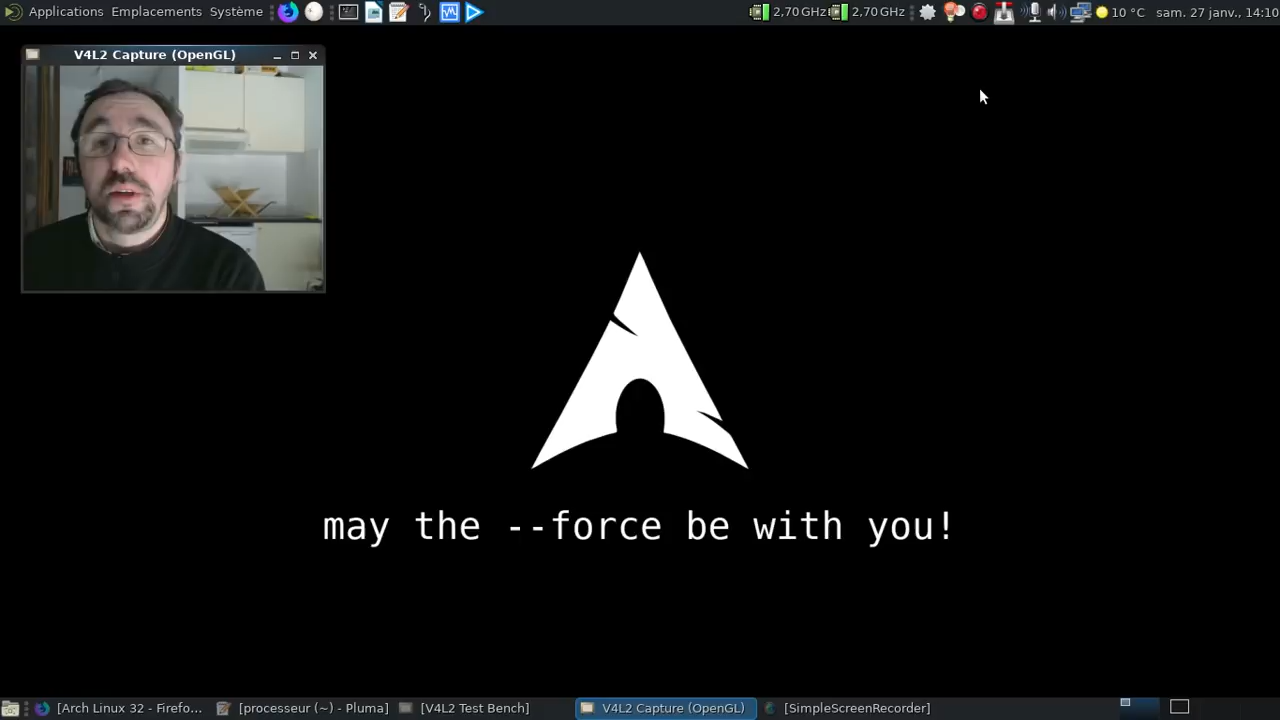 Applications Emplacements Système 2,70 GHz 2,70 GHz 10 °C sam. 27 janv., 14:10
V4L2 Capture (OpenGL)
may the --force be with you!
[Arch Linux 32 - Firefo... [processeur (~) - Pluma] [V4L2 Test Bench] V4L2 Capture (OpenGL) [SimpleScreenRecorder]